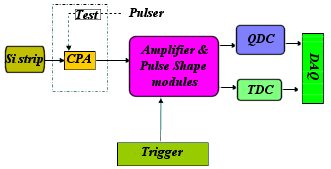 Test
Pulser
Si strip
CPA
Amplifier &
Pulse Shape
modules
QDC
TDC
DAQ
Trigger